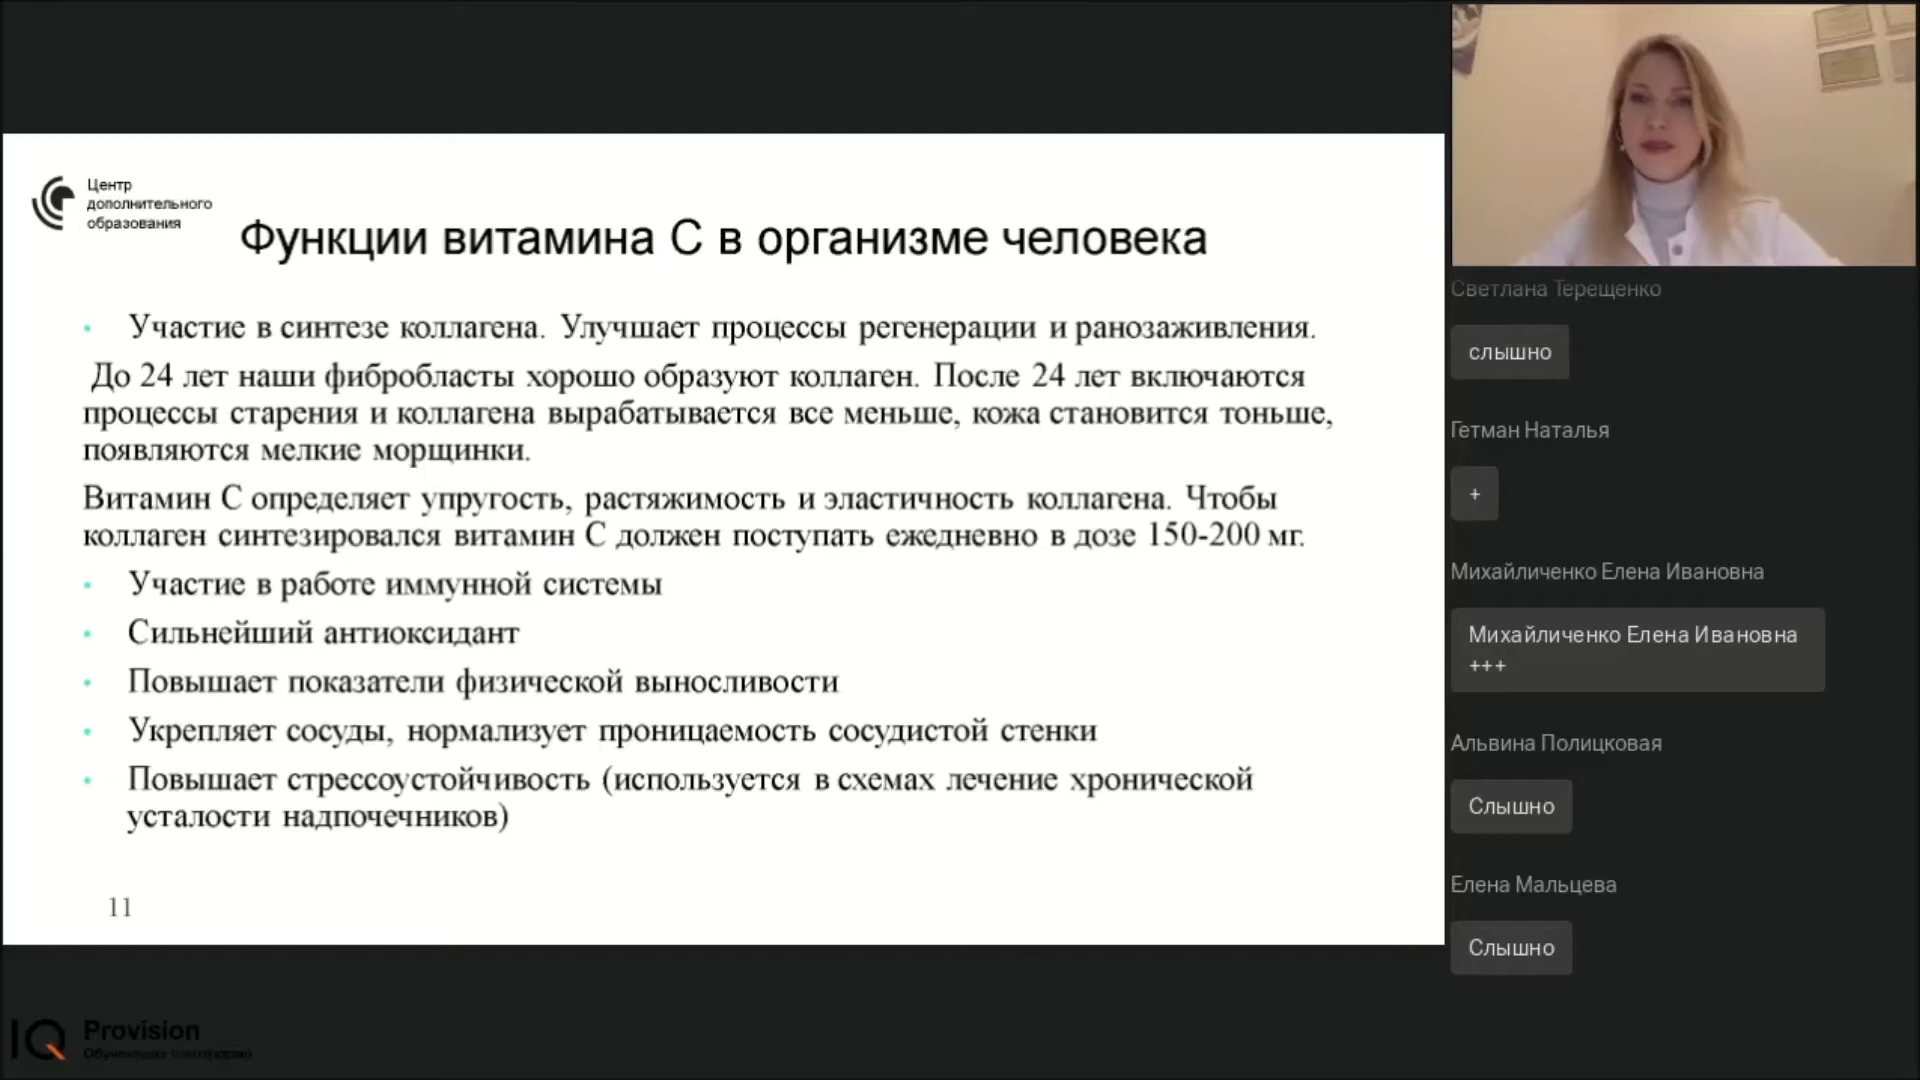 Центр
дополнительного
образования
Функции витамина С в организме человека
• Участие в синтезе коллагена. Улучшает процессы регенерации и ранозаживления.
До 24 лет наши фибробласты хорошо образуют коллаген. После 24 лет включаются
процессы старения и коллагена вырабатывается все меньше, кожа становится тоньше,
появляются мелкие морщинки.
Витамин С определяет упругость, растяжимость и эластичность коллагена. Чтобы
коллаген синтезировался витамин С должен поступать ежедневно в дозе 150-200 мг.
• Участие в работе иммунной системы
• Сильнейший антиоксидант
• Повышает показатели физической выносливости
• Укрепляет сосуды, нормализует проницаемость сосудистой стенки
• Повышает стрессоустойчивость (используется в схемах лечение хронической
усталости надпочечников)
11
IQ Provision
Обучающая платформа
Светлана Терещенко
слышно
Гетман Наталья
+
Михайличенко Елена Ивановна
Михайличенко Елена Ивановна
+++
Альвина Полицковая
Слышно
Елена Мальцева
Слышно